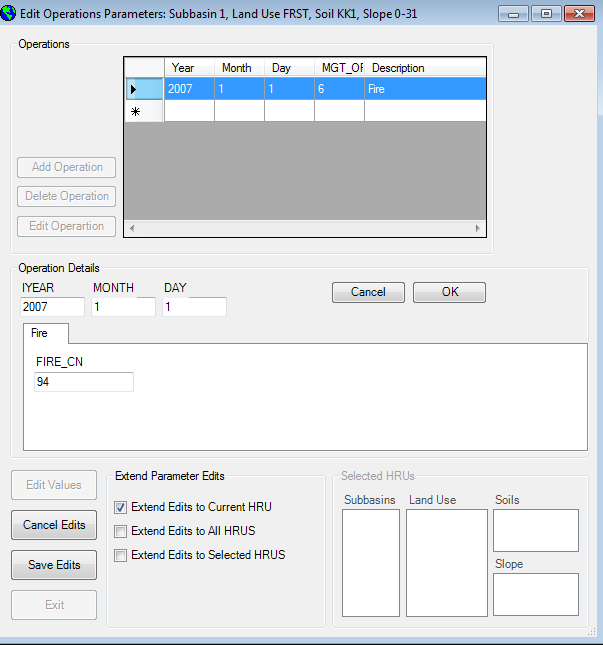 Edit Operations Parameters: Subbasin 1, Land Use FRST, Soil KK1, Slope 0-31
Operations
Year Month Day MGT_OF Description
2007 1 1 6 Fire
Add Operation
Delete Operation
Edit Operartion
Operation Details
IYEAR MONTH DAY
2007 1 1
Cancel OK
Fire
FIRE_CN
94
Edit Values
Cancel Edits
Save Edits
Exit
Extend Parameter Edits
Extend Edits to Current HRU
Extend Edits to All HRUS
Extend Edits to Selected HRUS
Selected HRUs
Subbasins Land Use Soils
Slope